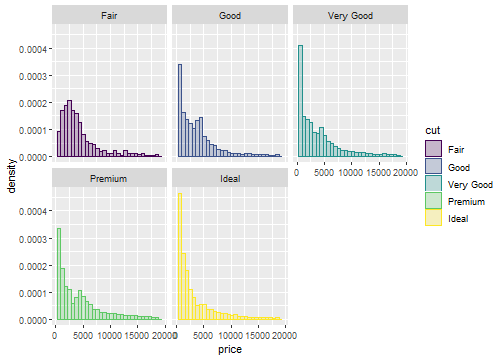 Fair Good Very Good
0.0004
0.0003
0.0002
0.0001
0.0000
0 5000 10000 15000 20000
Premium Ideal
0.0004
0.0003
0.0002
0.0001
0.0000
0 5000 10000 15000 20000 0 5000 10000 15000 20000
density
price
cut
Fair
Good
Very Good
Premium
Ideal